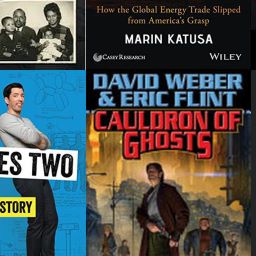 How the Global Energy Trade Slipped
from America's Grasp
MARIN KATUSA
CASEY RESEARCH
WILEY
DAVID WEBER
& ERIC FLINT
CAULDRON OF
GHOSTS
ES TWO
STORY